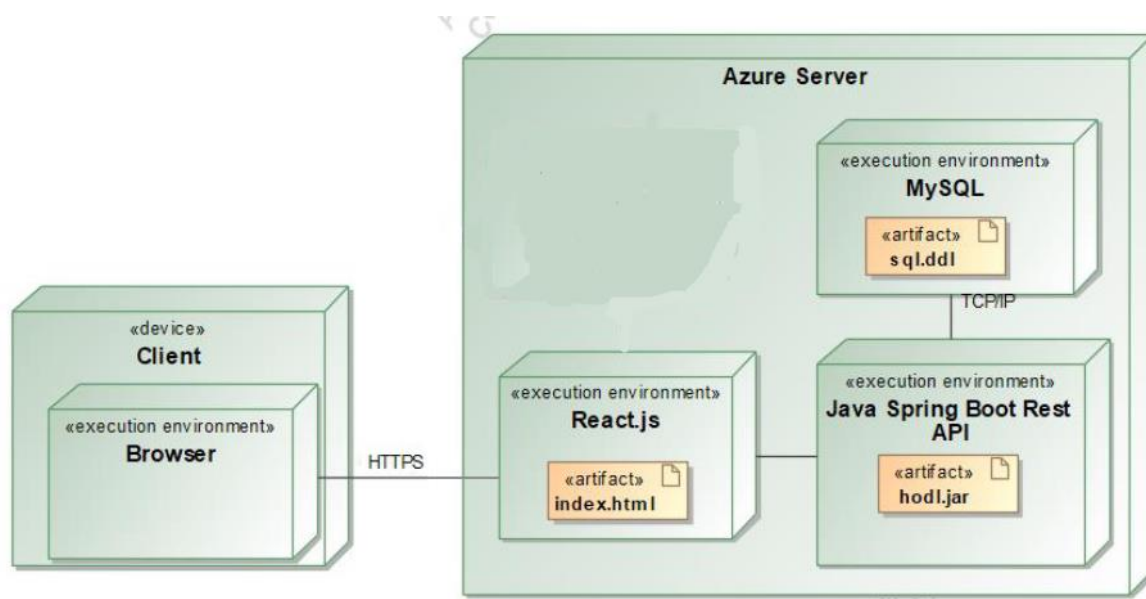 Azure Server
«execution environment»
MySQL
«artifact»
sql.ddl
TCP/IP
«device»
Client
«execution environment»
Browser
HTTPS
«execution environment»
React.js
«artifact»
index.html
«execution environment»
Java Spring Boot Rest
API
«artifact»
hodl.jar